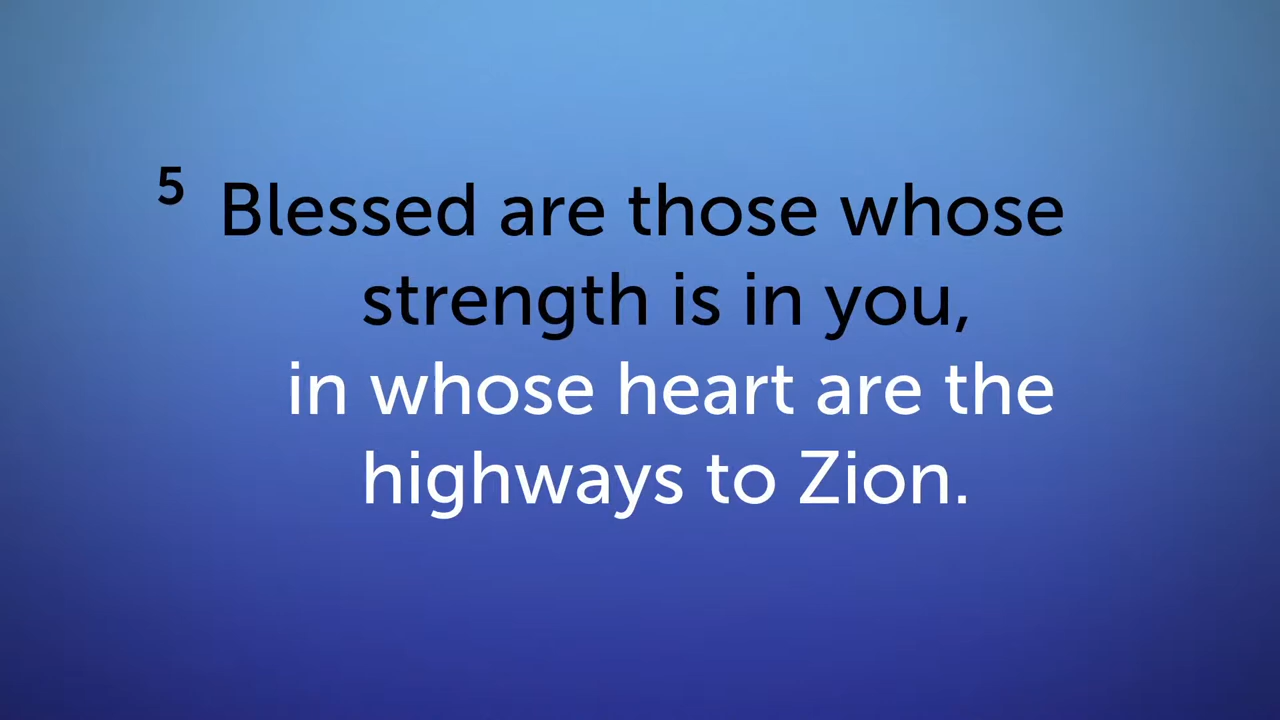 5 Blessed are those whose
strength is in you,
in whose heart are the
highways to Zion.